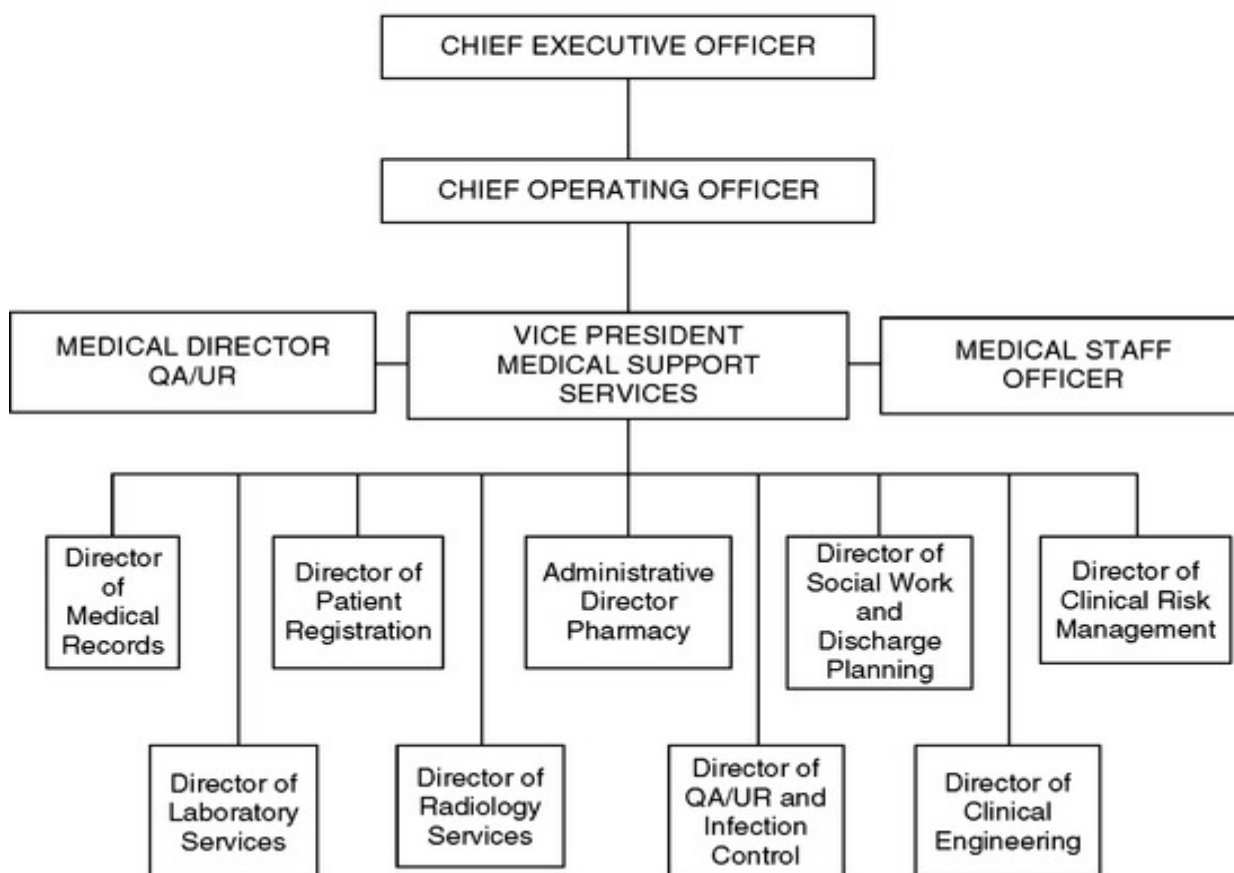 CHIEF EXECUTIVE OFFICER
CHIEF OPERATING OFFICER
MEDICAL DIRECTOR
QA/UR
VICE PRESIDENT
MEDICAL SUPPORT
SERVICES
MEDICAL STAFF
OFFICER
Director
of
Medical
Records
Director of
Patient
Registration
Administrative
Director
Pharmacy
Director of
Social Work
and
Discharge
Planning
Director of
Clinical Risk
Management
Director of
Laboratory
Services
Director of
Radiology
Services
Director of
QA/UR and
Infection
Control
Director of
Clinical
Engineering